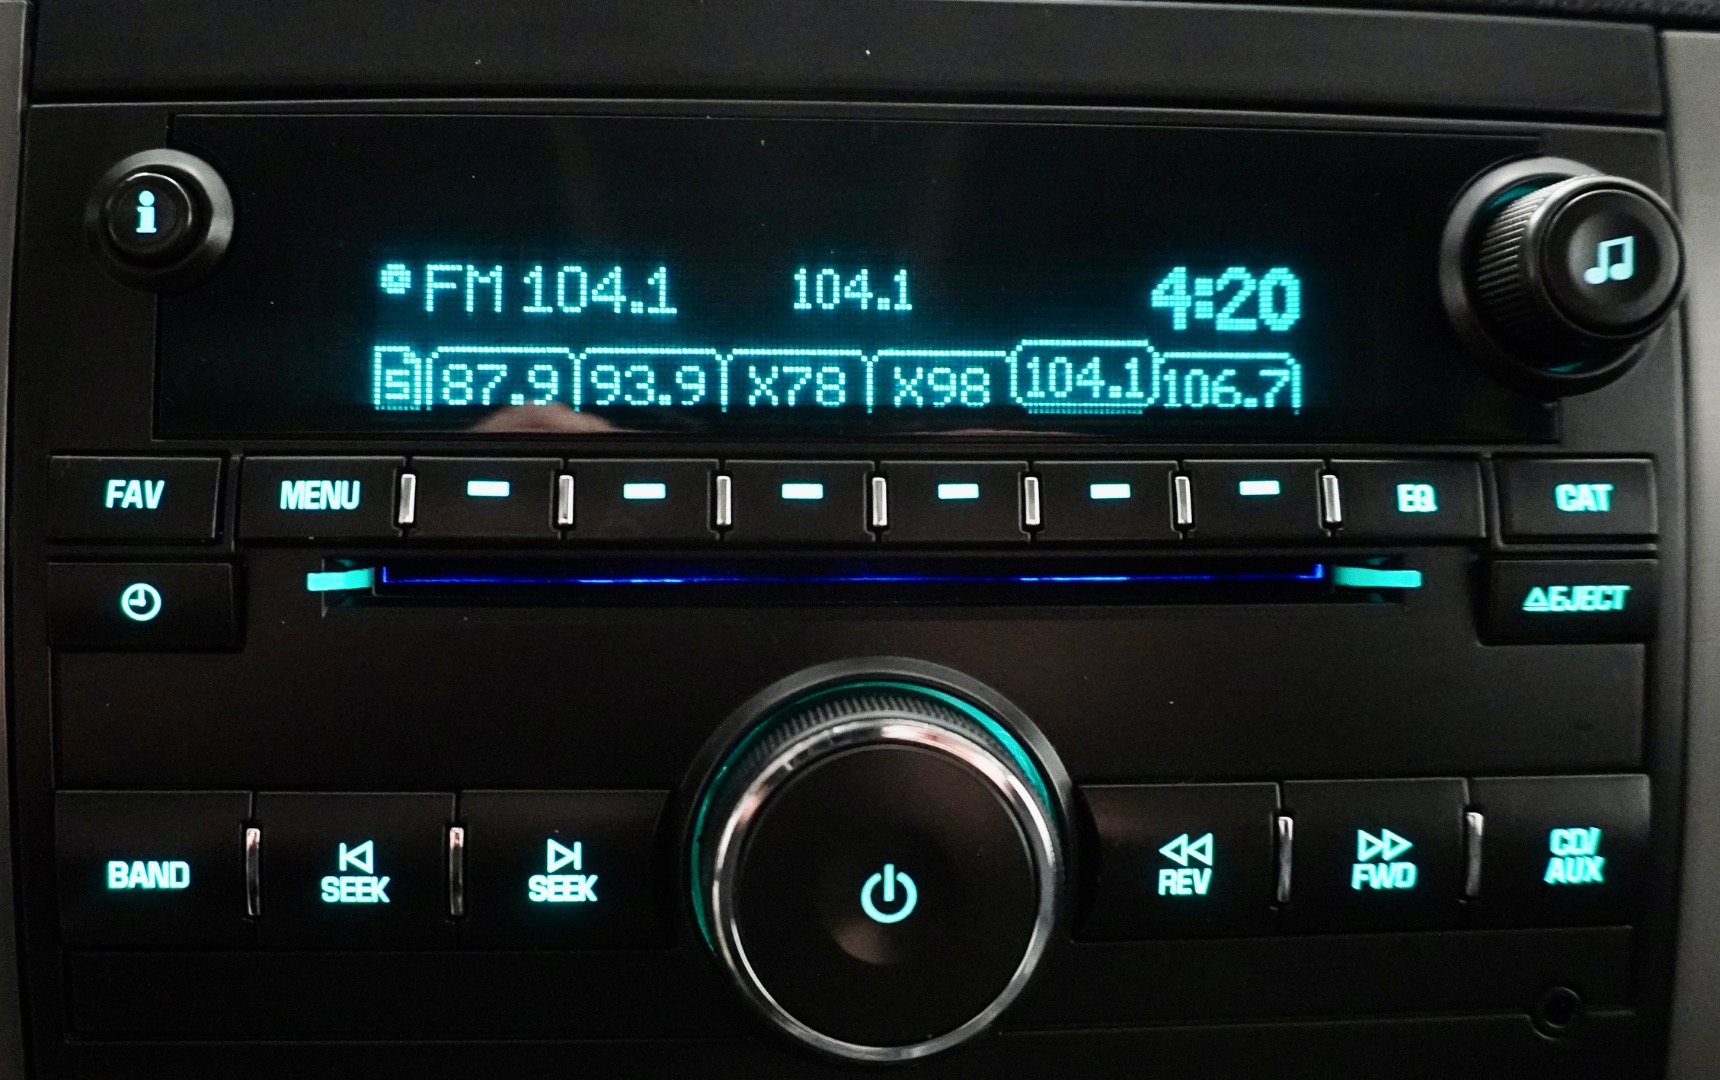 i
FM 104.1 104.1 4:20
5 87.9 93.9 X78 X98 104.1 106.7
FAV MENU EQ CAT
EJECT
BAND SEEK SEEK REV FWD CD/
AUX